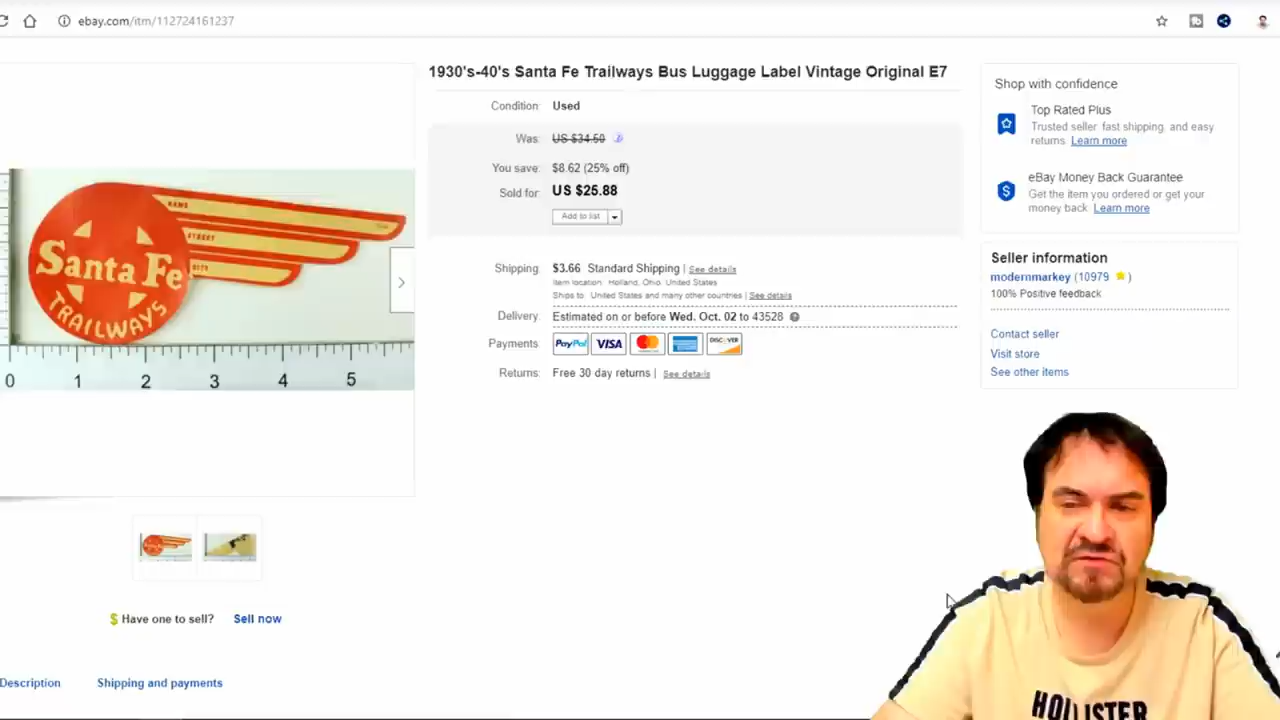 ebay.com/itm/112724161237
1930's-40's Santa Fe Trailways Bus Luggage Label Vintage Original E7
Condition: Used
Was: US $34.50
You save: $8.62 (25% off)
Sold for: US $25.88
Add to list
Shipping: $3.66 Standard Shipping | See details
Item location: Holland, Ohio, United States
Ships to: United States and many other countries | See details
Delivery: Estimated on or before Wed. Oct. 02 to 43528
Payments: PayPal VISA MasterCard DISCOVER
Returns: Free 30 day returns | See details
Shop with confidence
Top Rated Plus
Trusted seller, fast shipping, and easy
returns. Learn more
eBay Money Back Guarantee
Get the item you ordered or get your
money back. Learn more
Seller information
modernmarkey (10979 )
100% Positive feedback
Contact seller
Visit store
See other items
NAME
STREET
CITY
Santa Fe
TRAILWAYS
0 1 2 3 4 5
$ Have one to sell? Sell now
Description Shipping and payments
HOLLISTER